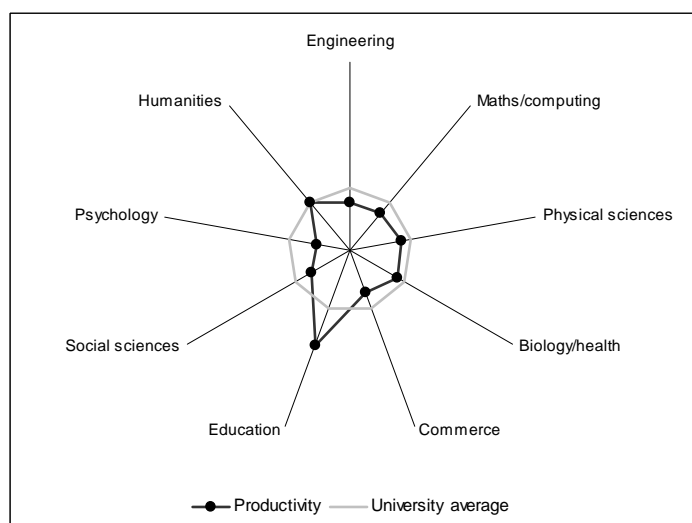 Engineering
Humanities
Maths/computing
Psychology
Physical sciences
Social sciences
Biology/health
Education
Commerce
Productivity
University average